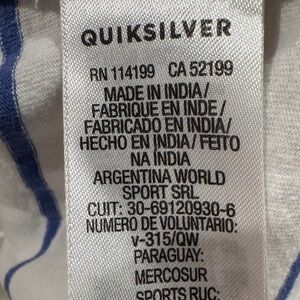 QUIKSILVER
RN 114199 CA 52199
MADE IN INDIA/
FABRIQUE EN INDE/
FABRICADO EN INDIA/
HECHO EN INDIA/ FEITO
NA ÍNDIA
ARGENTINA WORLD
SPORT SRL
CUIT: 30-69120930-6
NUMERO DE VOLUNTARIO:
V-315/QW
PARAGUAY:
MERCOSUR
SPORTS RUC: